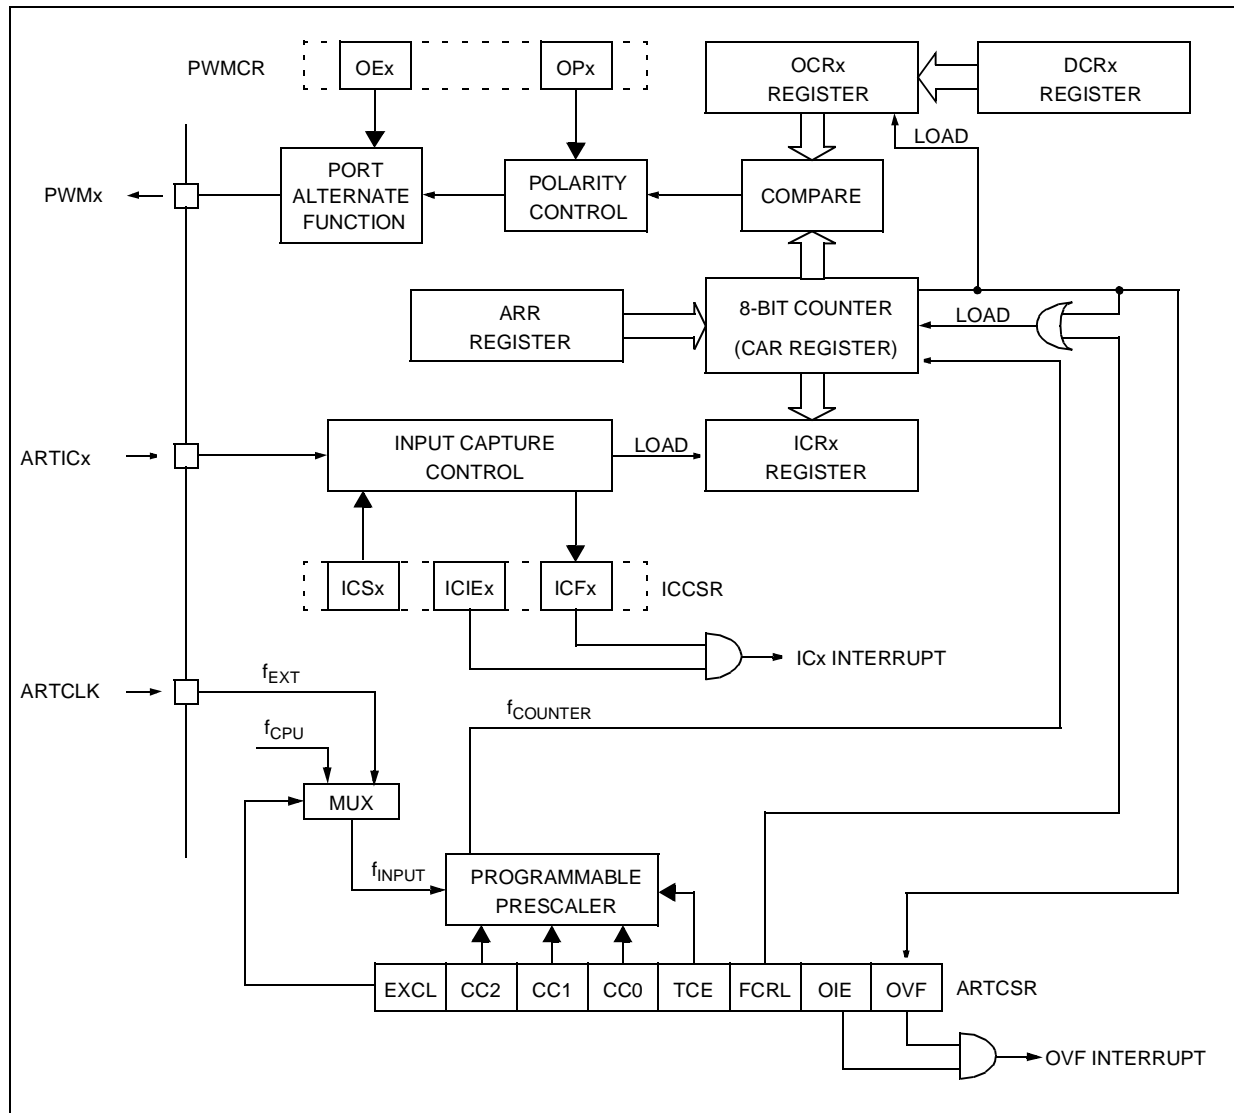 PWMCR
OEx
OPx
OCRx
REGISTER
DCRx
REGISTER
LOAD
PWMx
PORT
ALTERNATE
FUNCTION
POLARITY
CONTROL
COMPARE
ARR
REGISTER
8-BIT COUNTER
(CAR REGISTER)
LOAD
ARTICx
INPUT CAPTURE
CONTROL
LOAD
ICRx
REGISTER
ICSx
ICIEx
ICFx
ICCSR
ICx INTERRUPT
ARTCLK
fEXT
fCPU
fCOUNTER
MUX
fINPUT
PROGRAMMABLE
PRESCALER
EXCL
CC2
CC1
CC0
TCE
FCRL
OIE
OVF
ARTCSR
OVF INTERRUPT